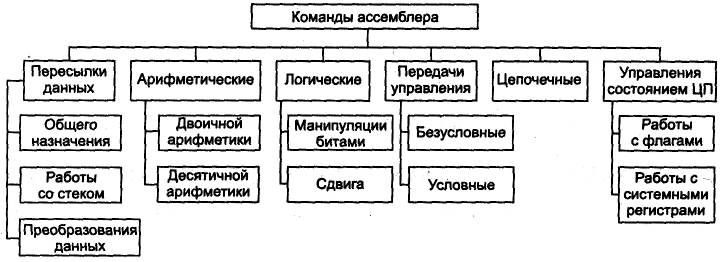 Команды ассемблера
Пересылки
данных
Арифметические
Логические
Передачи
управления
Цепочечные
Управления
состоянием ЦП
Общего
назначения
Двоичной
арифметики
Манипуляции
битами
Безусловные
Работы
с флагами
Работы
со стеком
Десятичной
арифметики
Сдвига
Условные
Работы с
системными
регистрами
Преобразования
данных